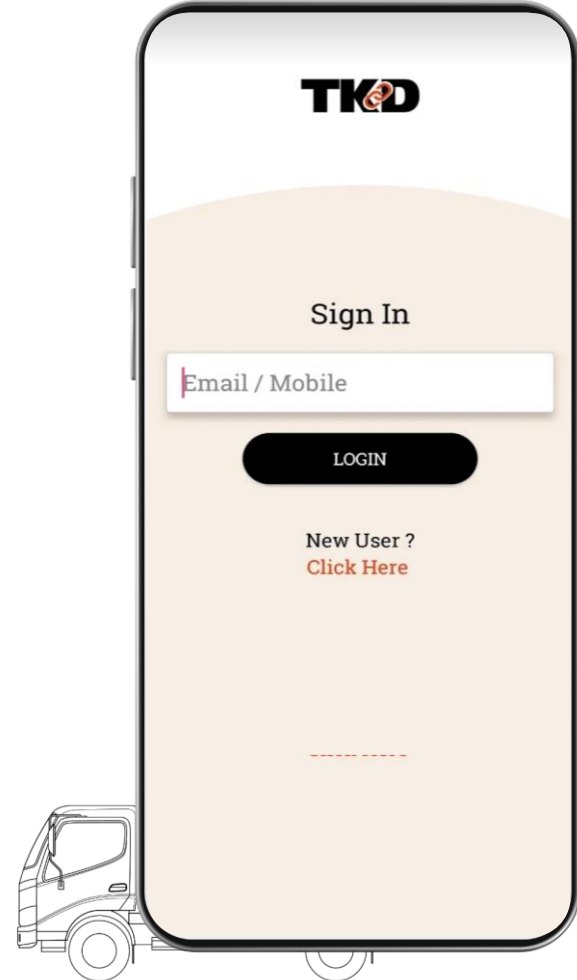 TKD
Sign In
Email / Mobile
LOGIN
New User ?
Click Here